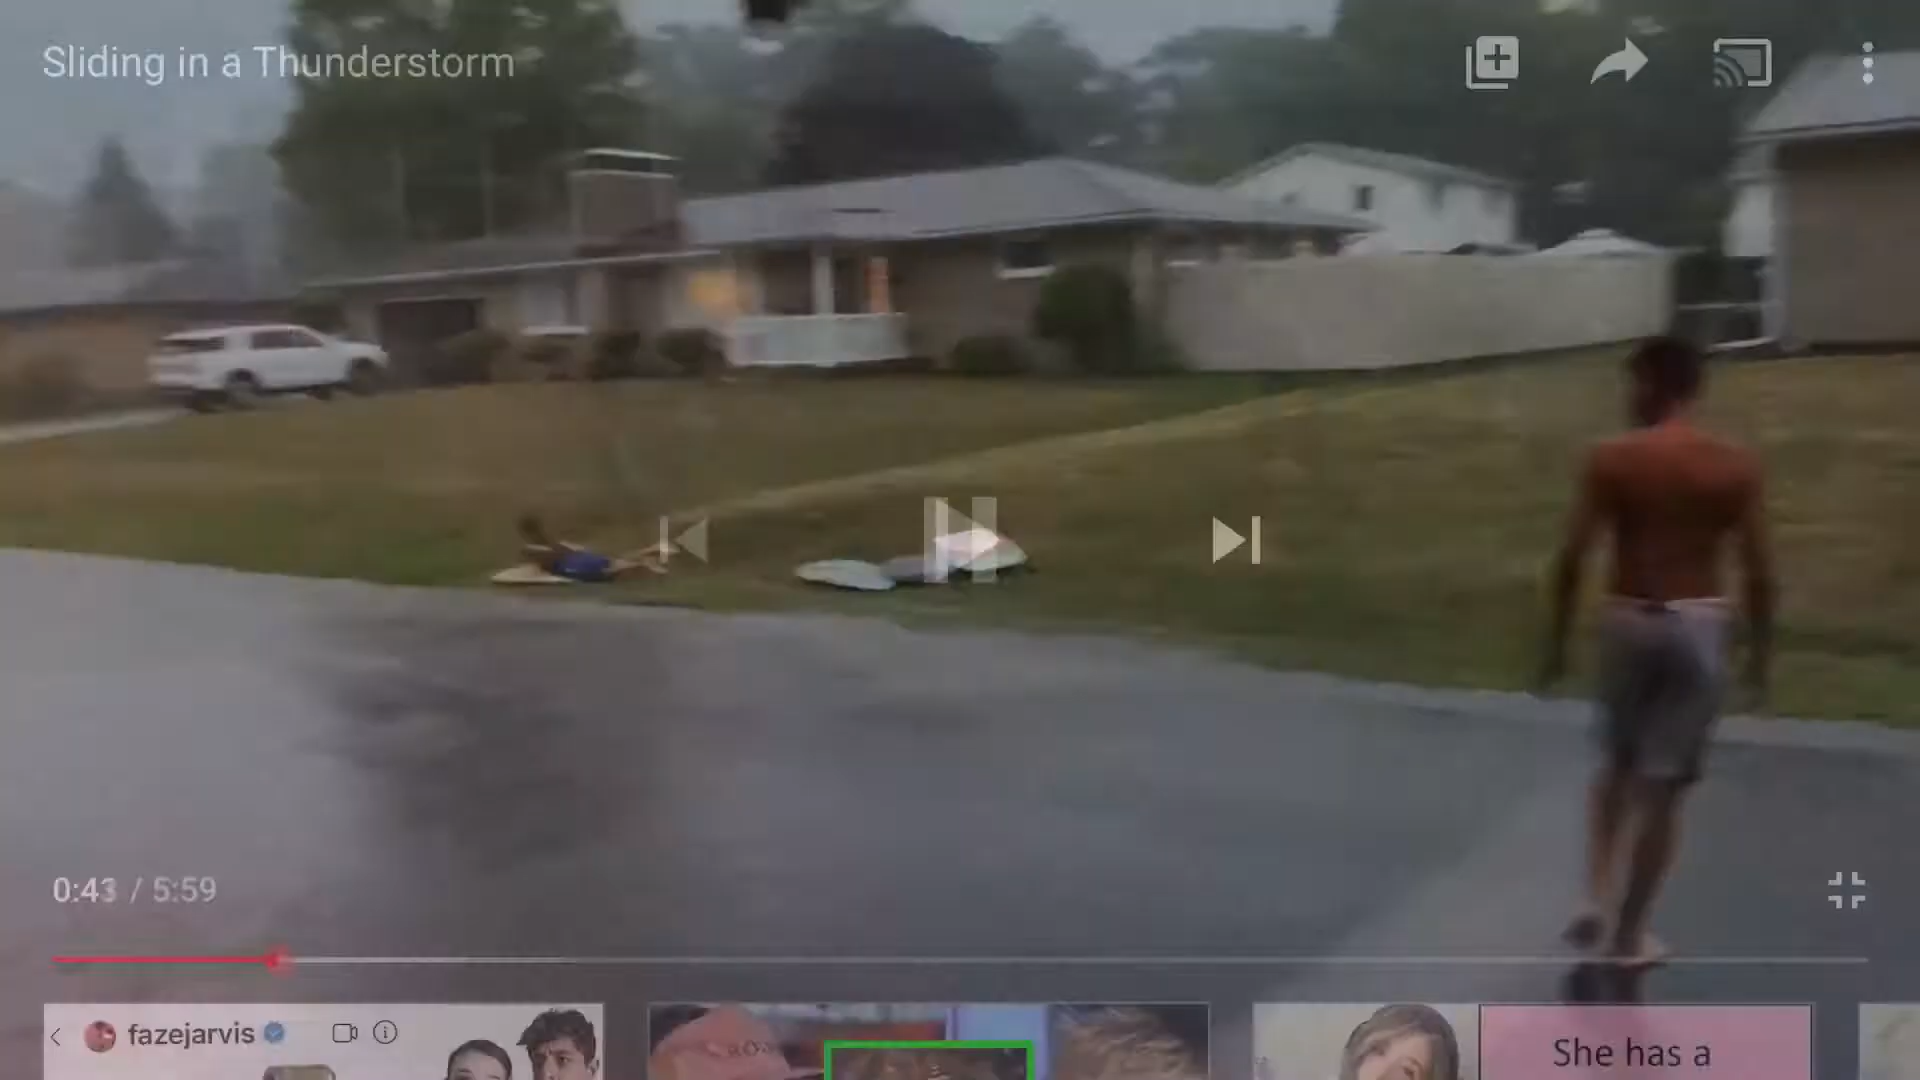 Sliding in a Thunderstorm
0:43 / 5:59
fazejarvis
She has a